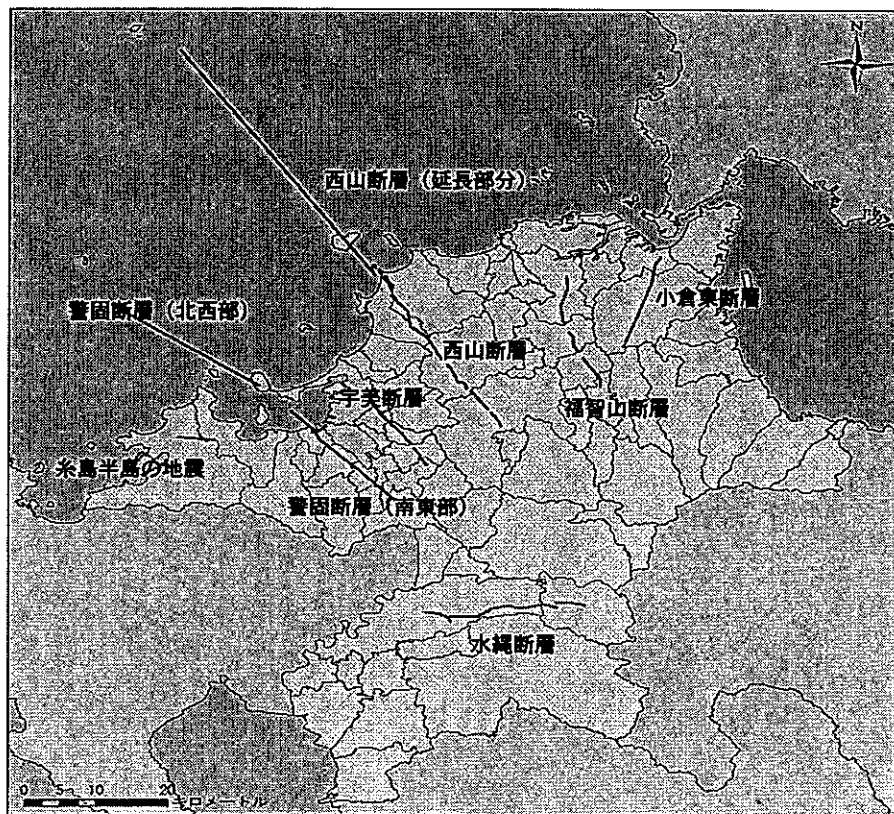 N
西山断層（延長部分）
小倉東断層
警固断層（北西部）
西山断層
宇美断層
福智山断層
糸島半島の地震
警固断層（南東部）
水縄断層
0 5 10 20
キロメートル